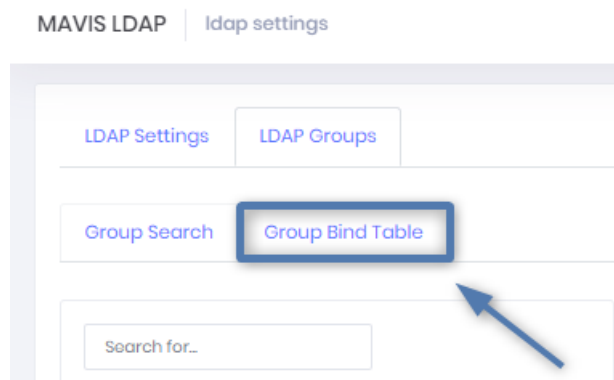 MAVIS LDAP ldap settings
LDAP Settings LDAP Groups
Group Search Group Bind Table
Search for...